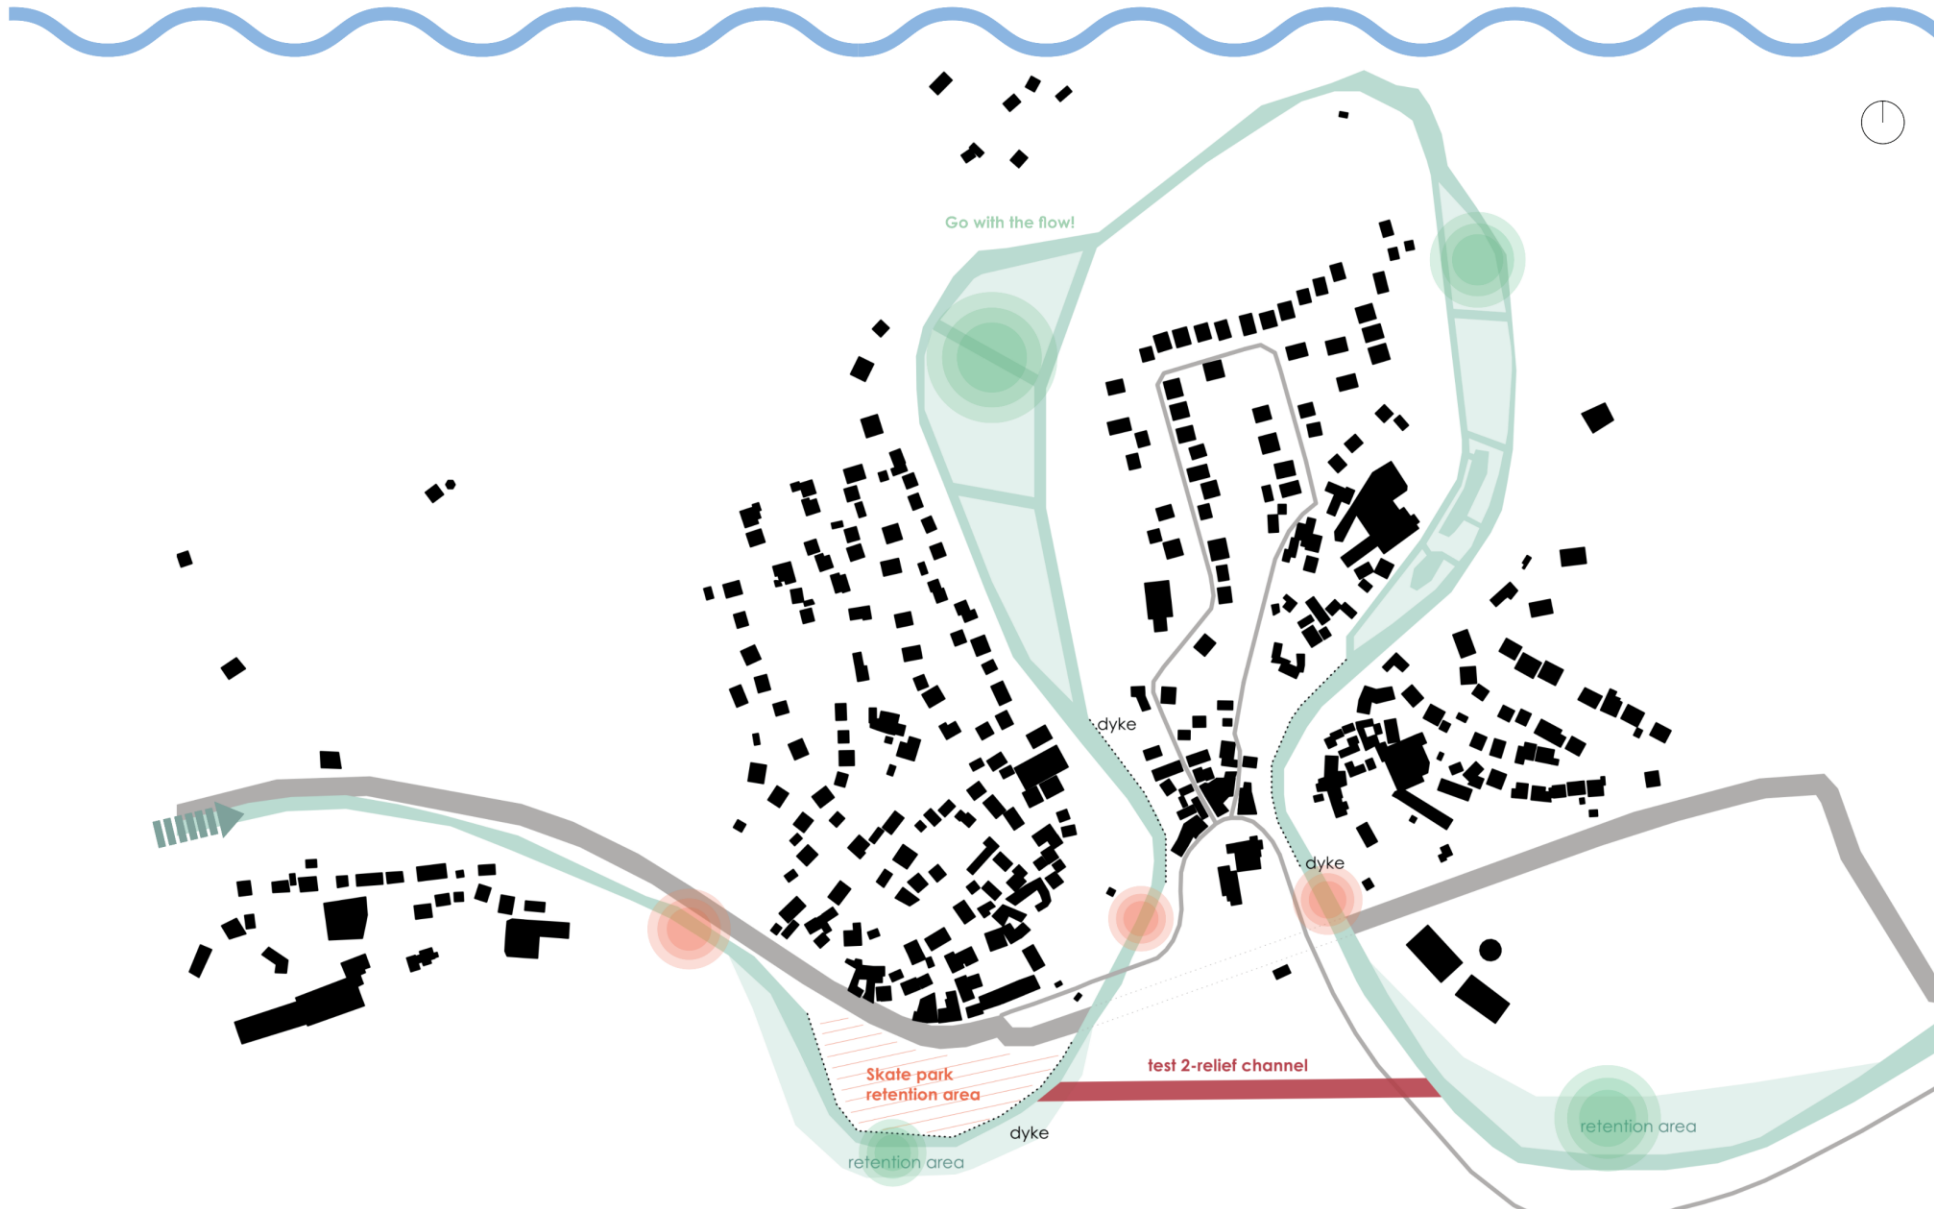 Go with the flow!
dyke
dyke
test 2-relief channel
Skate park
retention area
dyke
retention area
retention area